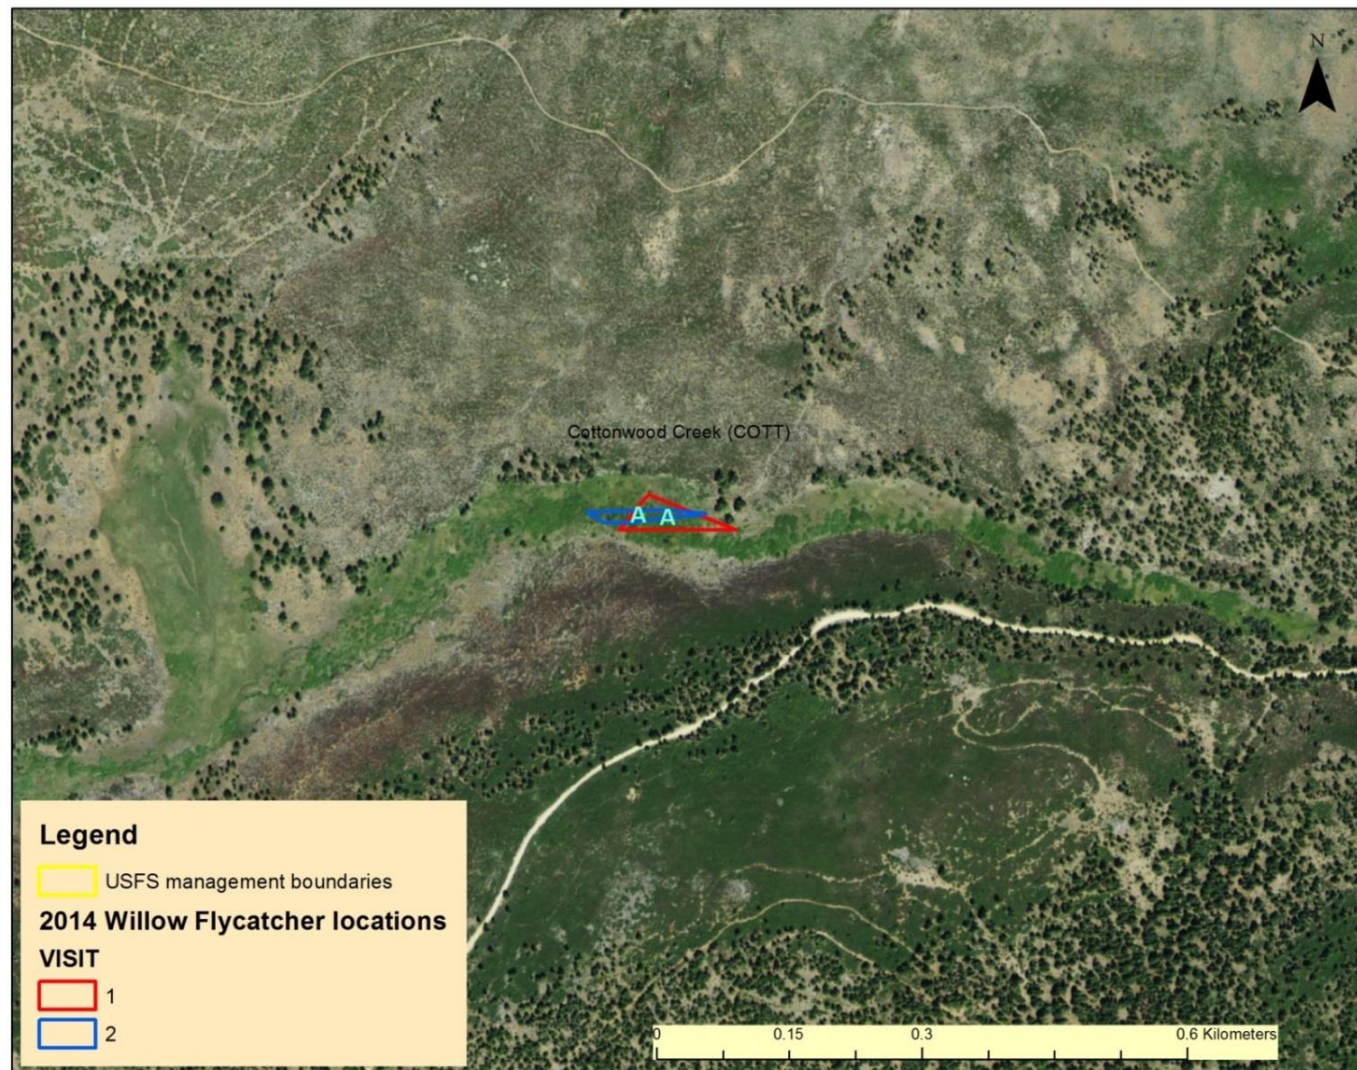 N
Cottonwood Creek (COTT)
A A
Legend
USFS management boundaries
2014 Willow Flycatcher locations
VISIT
1
2
0 0.15 0.3 0.6 Kilometers